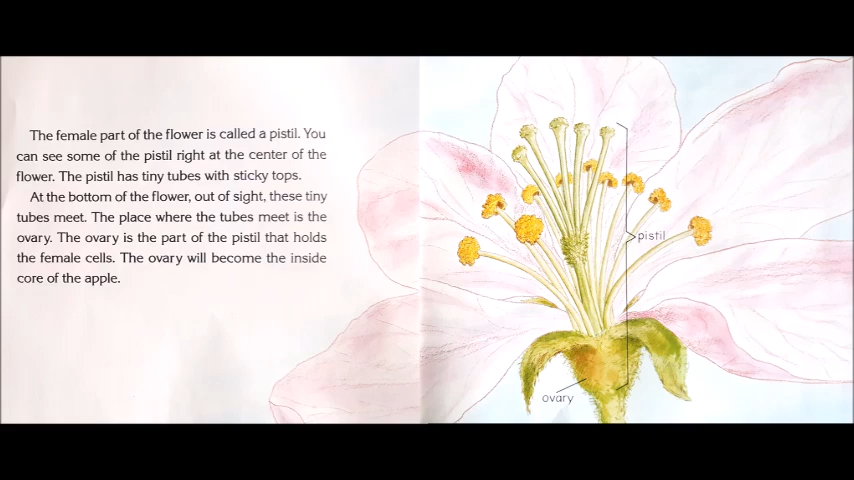 The female part of the flower is called a pistil. You
can see some of the pistil right at the center of the
flower. The pistil has tiny tubes with sticky tops.
At the bottom of the flower, out of sight, these tiny
tubes meet. The place where the tubes meet is the
ovary. The ovary is the part of the pistil that holds
the female cells. The ovary will become the inside
core of the apple.
pistil
ovary